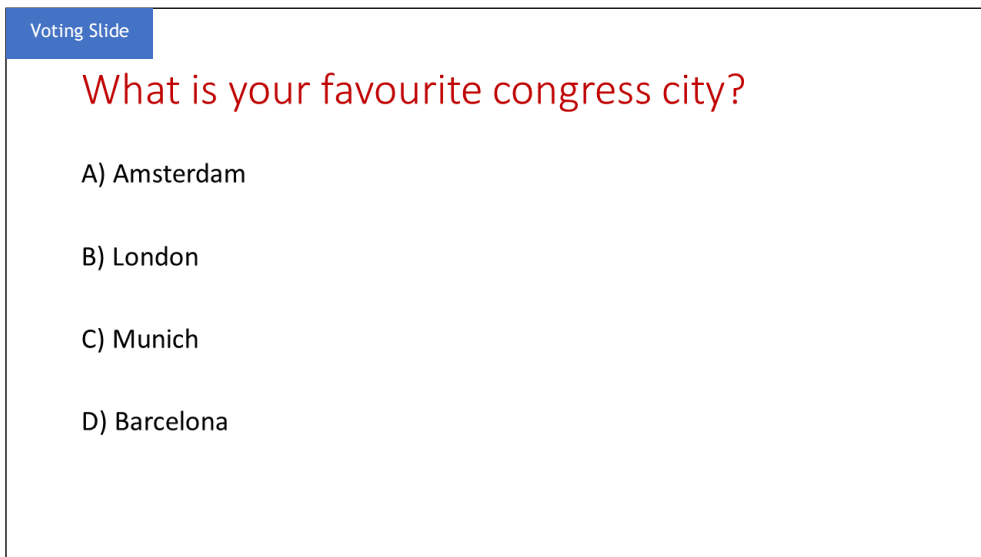 Voting Slide
What is your favourite congress city?
A) Amsterdam
B) London
C) Munich
D) Barcelona